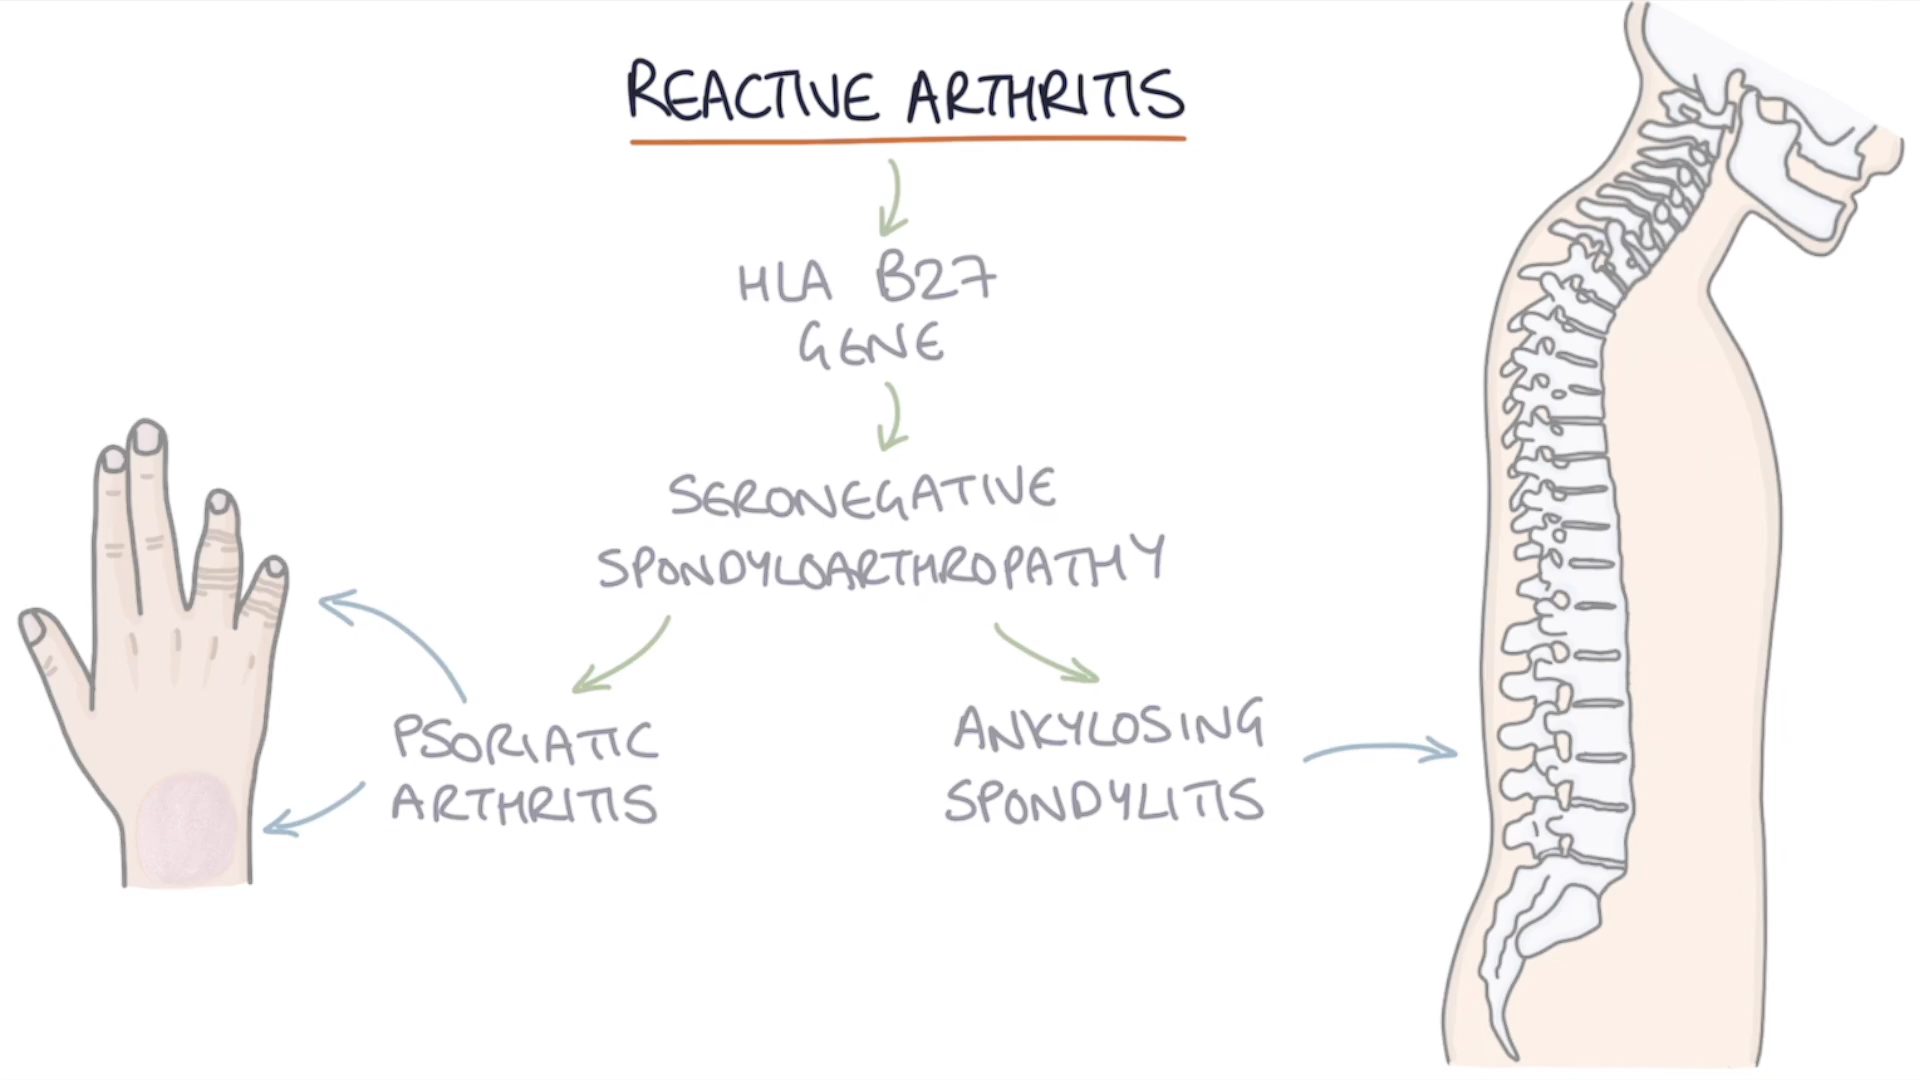 REACTIVE ARTHRITIS
HLA B27
GENE
SERONEGATIVE
SPONDYLOARTHROPATHY
PSORIATIC
ARTHRITIS
ANKYLOSING
SPONDYLITIS